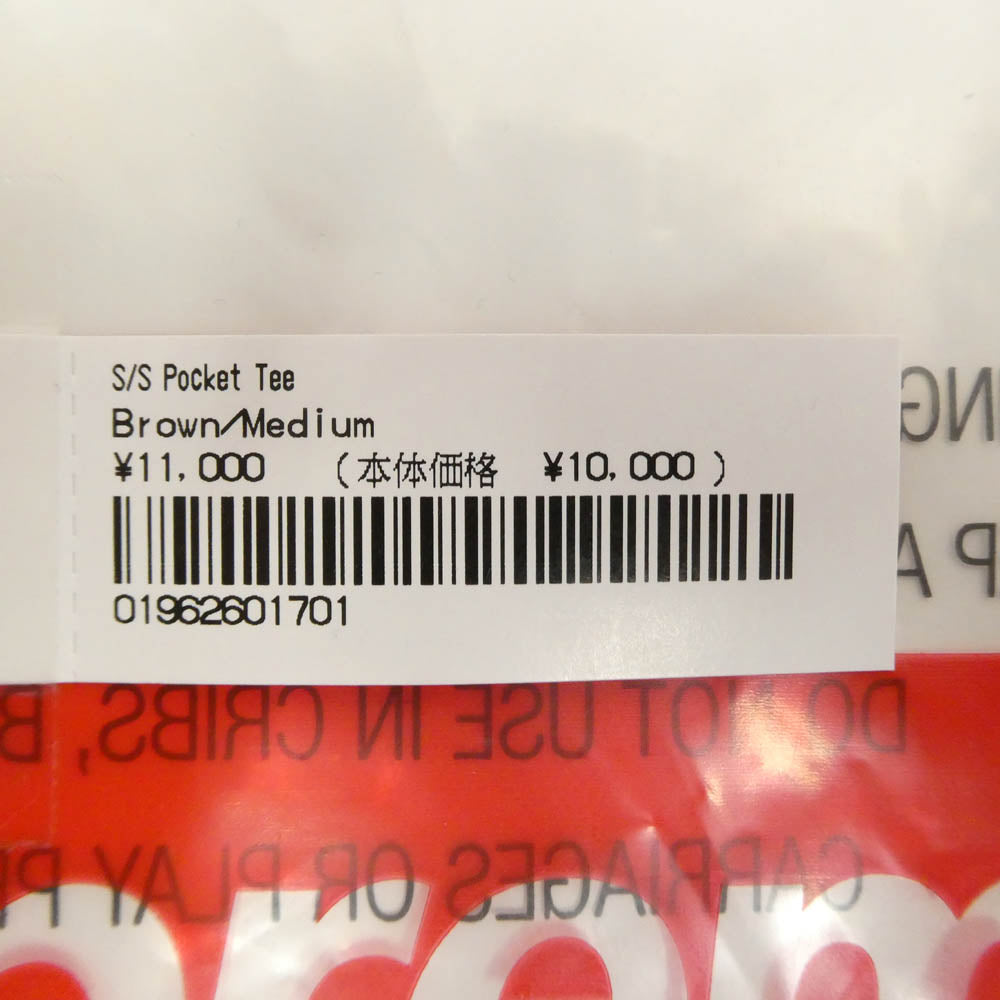 S/S Pocket Tee
Brown/Medium
¥11,000 (本体価格 ¥10,000 )
01962601701
NG
P A
DO NOT USE IN CRIBS, B
CARRIAGES OR PLAY P